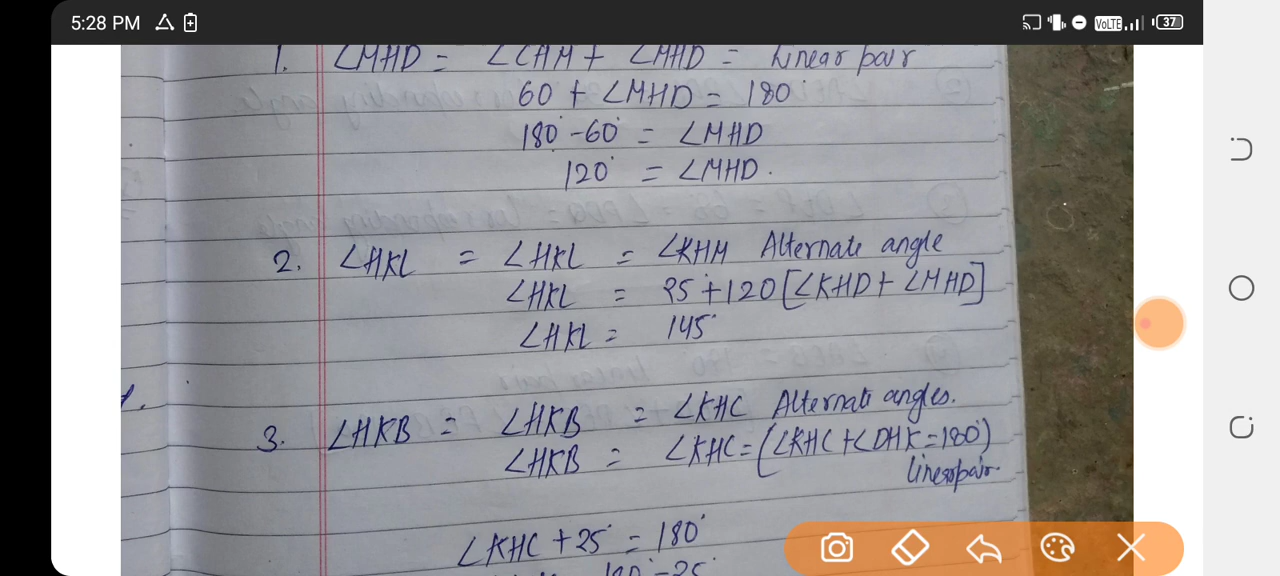 5:28 PM
VoLTE 37
1. ∠MHD = ∠CHM + ∠MHD = Linear pair
60 + ∠MHD = 180°
180° - 60° = ∠MHD
120° = ∠MHD.
2. ∠HKL = ∠HKL = ∠KHM Alternate angle
∠HKL = 25 + 120 [∠KHD + ∠MHD]
∠HKL = 145°
3. ∠HKB = ∠HKB = ∠KHC Alternate angles.
∠HKB = ∠KHC = (∠KHC + ∠DHK = 180°)
linear pair.
∠KHC + 25° = 180°
180° - 25